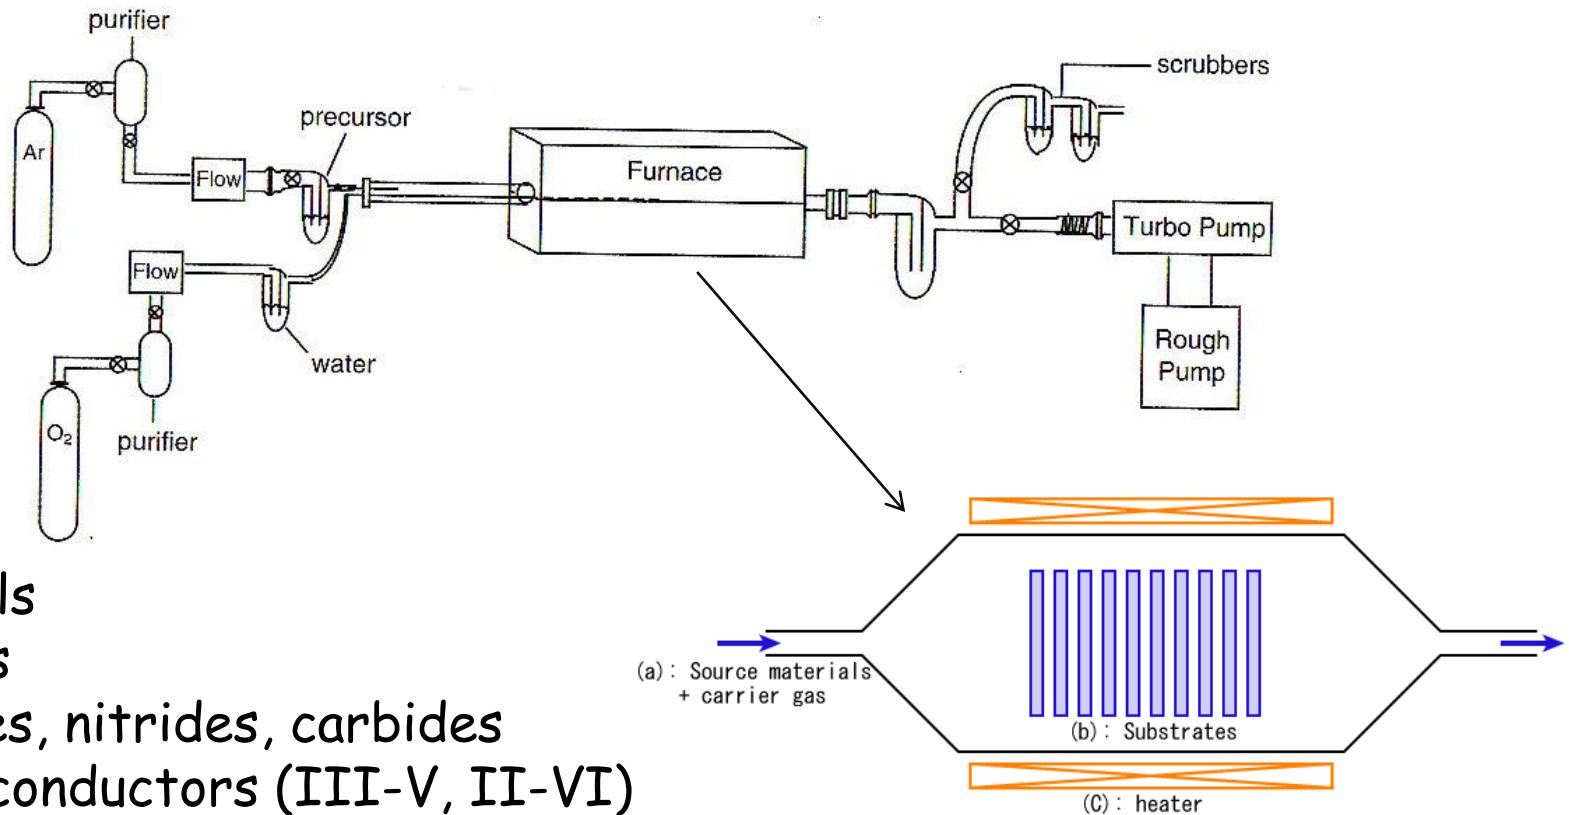 purifier
scrubbers
precursor
Ar
Flow
Furnace
Turbo Pump
Flow
Rough
Pump
water
O₂
purifier
ls
s
es, nitrides, carbides
conductors (III-V, II-VI)
(a): Source materials
+ carrier gas
(b): Substrates
(C): heater